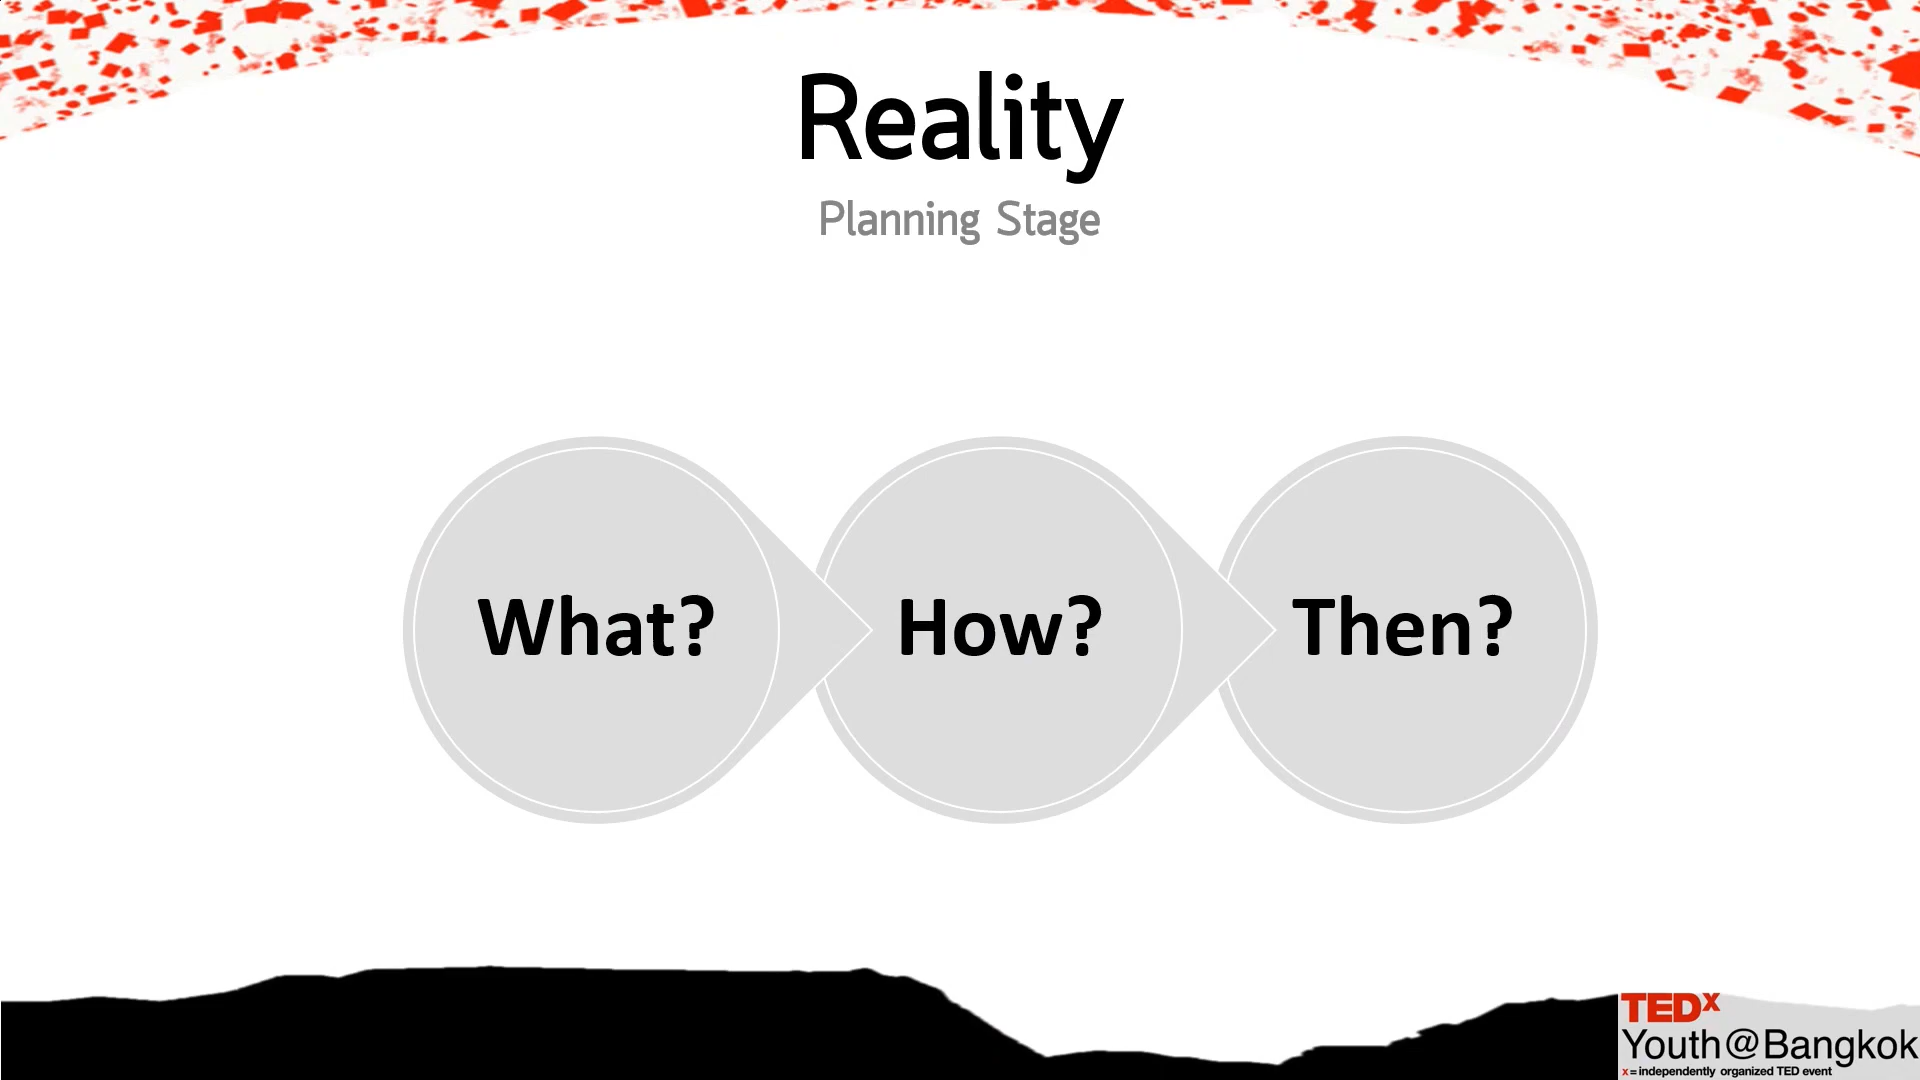 Reality
Planning Stage
What?
How?
Then?
TEDx
Youth@Bangkok
x=independently organized TED event